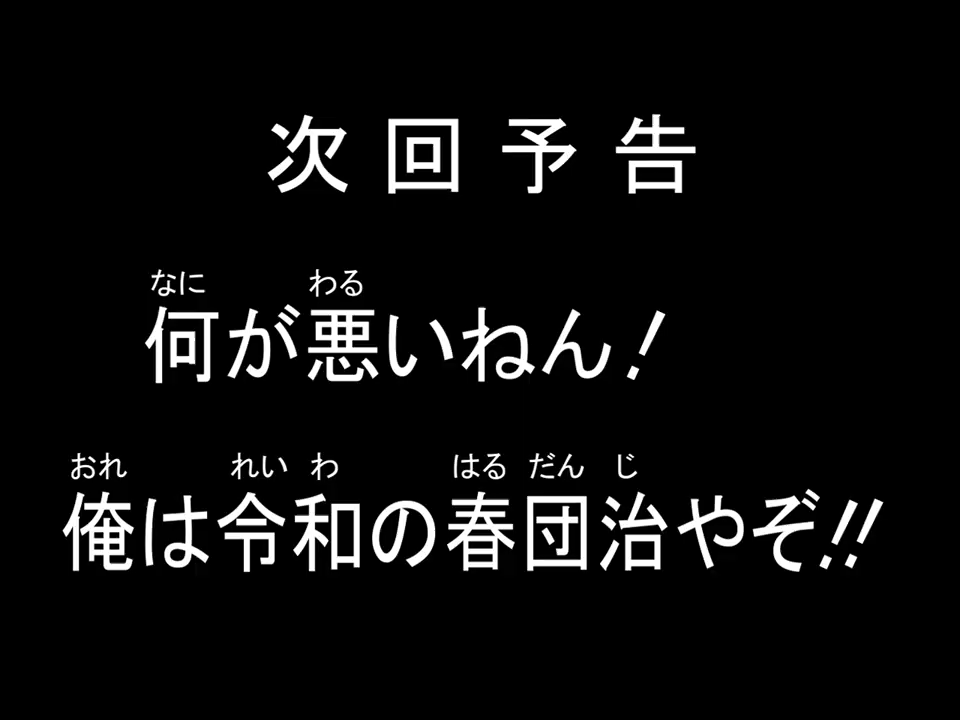 次回予告
なに わる
何が悪いねん!
おれ れい わ はる だん じ
俺は令和の春団治やぞ!!